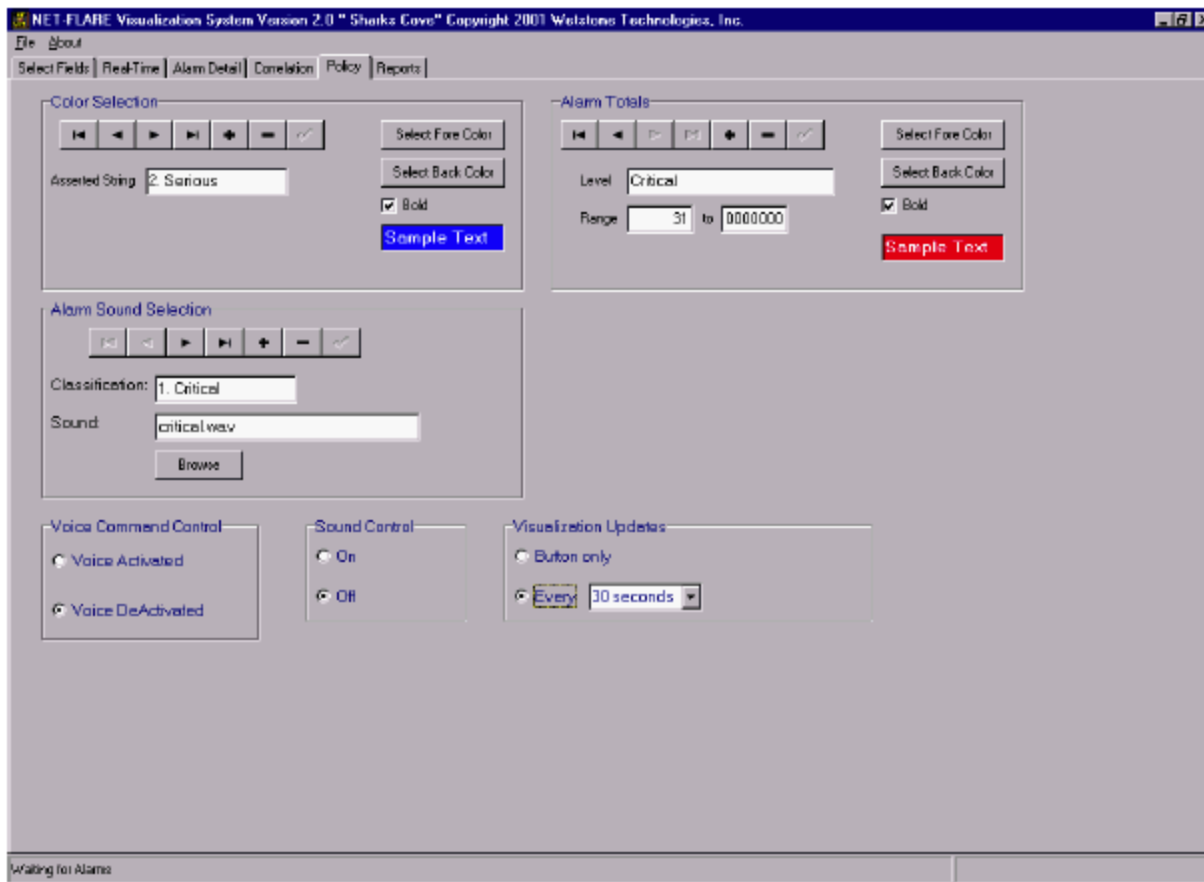 NET-FLARE Visualization System Version 2.0 " Sharks Cove" Copyright 2001 Wetstone Technologies, Inc.
File About
Select Fields Real-Time Alarm Detail Correlation Policy Reports
Color Selection
Select Fore Color
Asserted String 2. Serious
Select Back Color
Bold
Sample Text
Alarm Totals
Select Fore Color
Level Critical
Select Back Color
Range 31 to 0000000
Bold
Sample Text
Alarm Sound Selection
Classification: 1. Critical
Sound: critical.wav
Browse
Voice Command Control
Voice Activated
Voice DeActivated
Sound Control
On
Off
Visualization Updates
Button only
Every 30 seconds
Waiting for Alarms